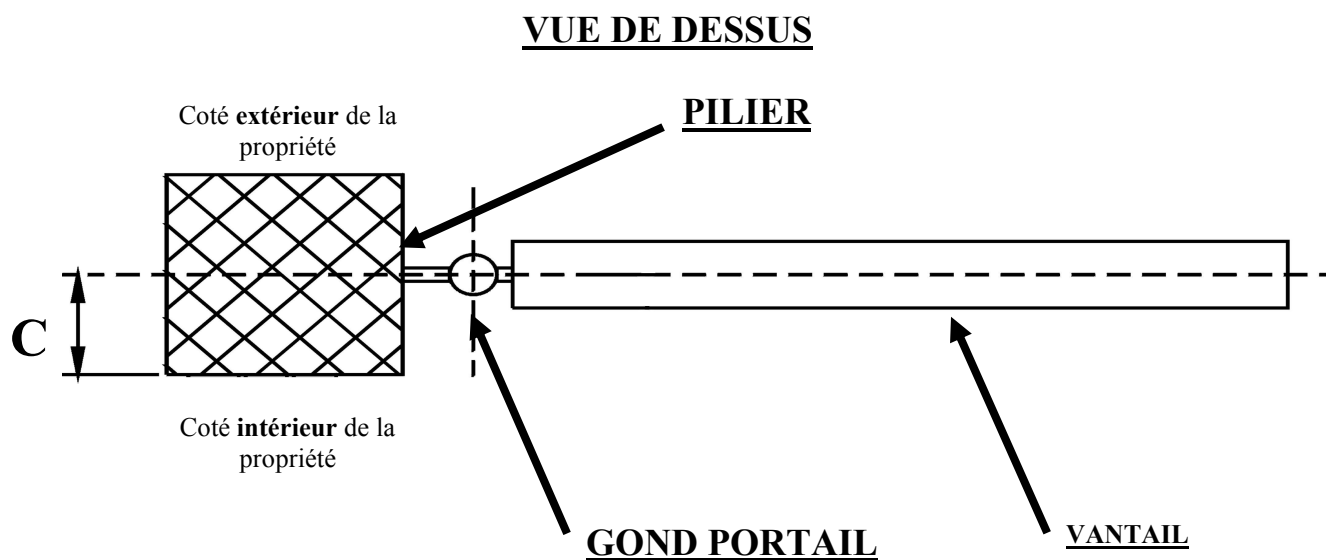 VUE DE DESSUS
Coté extérieur de la
propriété
PILIER
C
Coté intérieur de la
propriété
GOND PORTAIL
VANTAIL